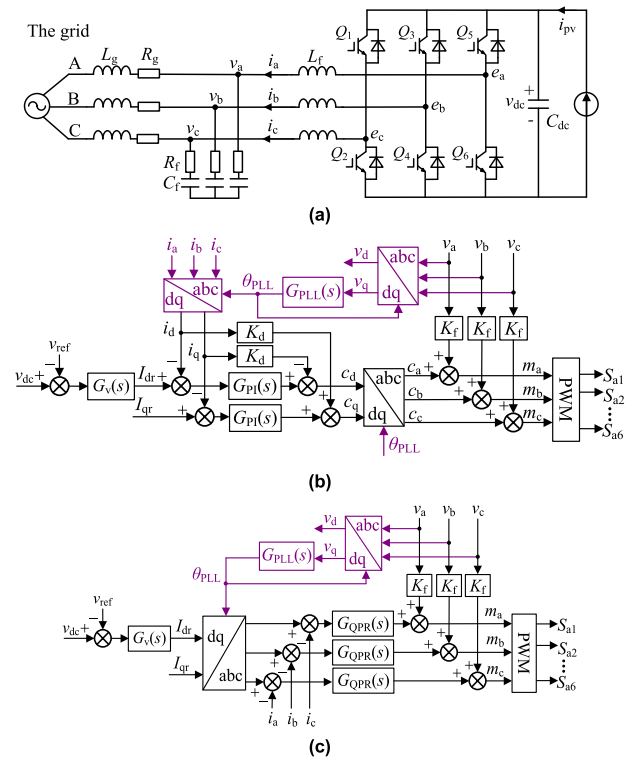 The grid
A
B
C
Lg
Rg
va
vb
vc
ia
ib
ic
Lf
Rf
Cf
Q1
Q3
Q5
Q2
Q4
Q6
ea
eb
ec
ipv
+
vdc
-
Cdc
(a)
ia ib ic
abc
dq
θPLL
GPLL(s)
vd
vq
abc
dq
va vb vc
Kf Kf Kf
id
iq
Kd
Kd
vref
−
vdc +
Gv(s)
Idr
Iqr
−
+
−
+
GPI(s)
GPI(s)
+
−
+
+
cd
cq
abc
dq
θPLL
ca
cb
cc
+
+
+
+
+
+
ma
mb
mc
PWM
Sa1
Sa2
Sa6
(b)
va vb vc
vd
vq
abc
dq
GPLL(s)
θPLL
Kf Kf Kf
vref
−
vdc +
Gv(s)
Idr
Iqr
dq
abc
+
−
+
−
+
−
ia
ib
ic
GQPR(s)
GQPR(s)
GQPR(s)
+
+
+
+
+
+
ma
mb
mc
PWM
Sa1
Sa2
Sa6
(c)